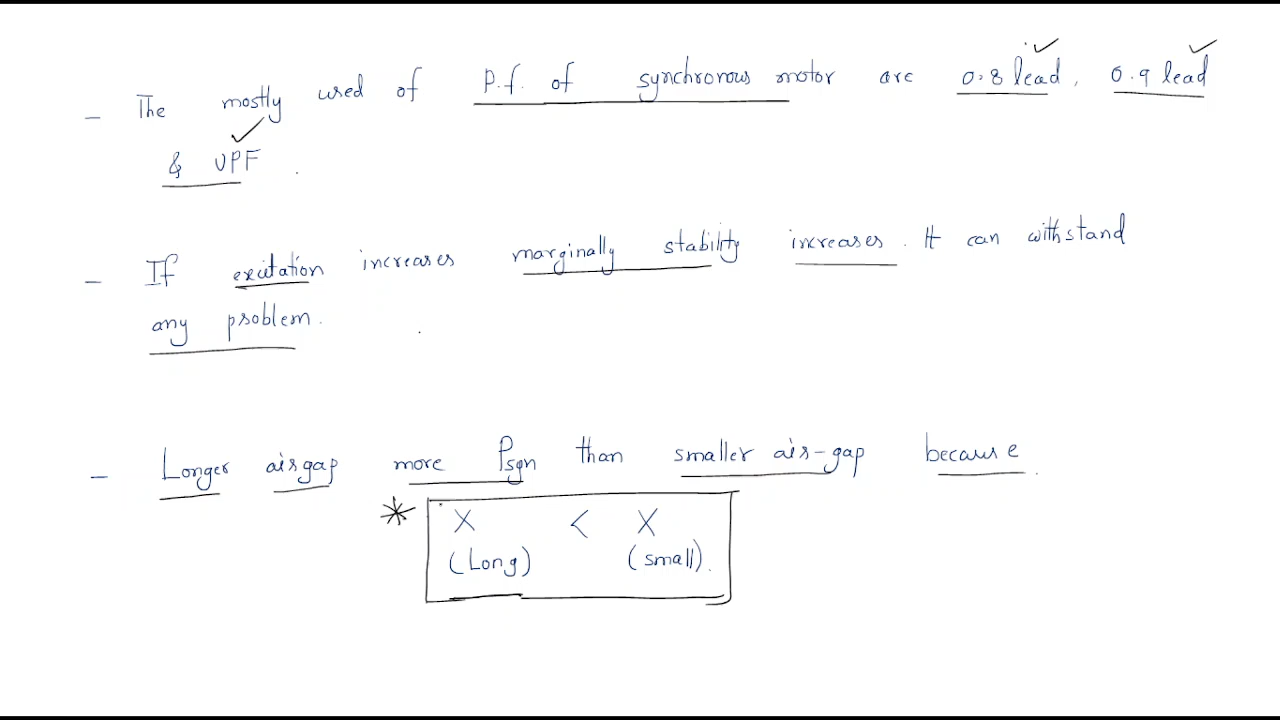 - The mostly used of P.f. of synchronous motor are 0.8 lead, 0.9 lead
& UPF.
- If excitation increases marginally stability increases. It can withstand
any problem.
- Longer airgap more Psyn than smaller air-gap because.
* X < X
(Long) (small).